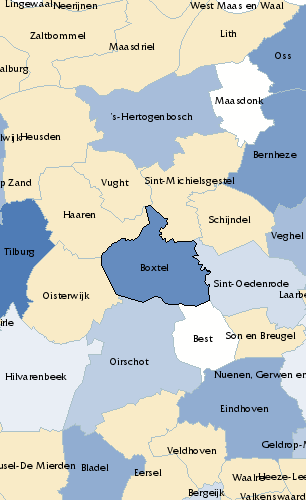 Lingewaal
Neerijnen
West Maas en Waal
Zaltbommel
Lith
Maasdriel
Oss
alburg
Maasdonk
's-Hertogenbosch
Heusden
Bernheze
p Zand
Vught
Sint-Michielsgestel
Haaren
Schijndel
Veghel
Tilburg
Boxtel
Sint-Oedenrode
Oisterwijk
Laarbe
irle
Best
Son en Breugel
Oirschot
Hilvarenbeek
Nuenen, Gerwen en
Eindhoven
Geldrop-M
Veldhoven
usel-De Mierden
Bladel
Eersel
Waalre
Heeze-Lee
Bergeijk
Valkenswaard